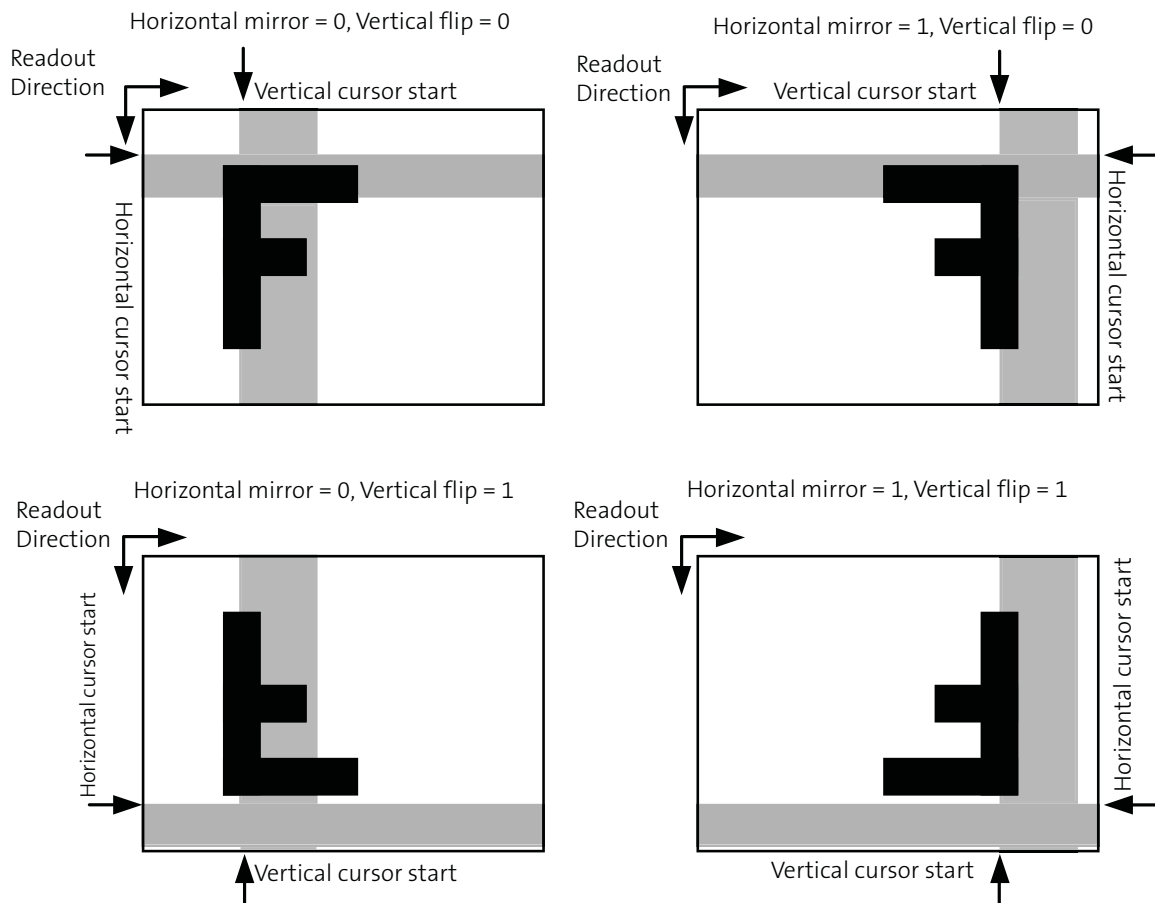 Horizontal mirror = 0, Vertical flip = 0
Readout
Direction
Vertical cursor start
Horizontal cursor start
Horizontal mirror = 1, Vertical flip = 0
Readout
Direction
Vertical cursor start
Horizontal cursor start
Horizontal mirror = 0, Vertical flip = 1
Readout
Direction
Horizontal cursor start
Vertical cursor start
Horizontal mirror = 1, Vertical flip = 1
Readout
Direction
Horizontal cursor start
Vertical cursor start